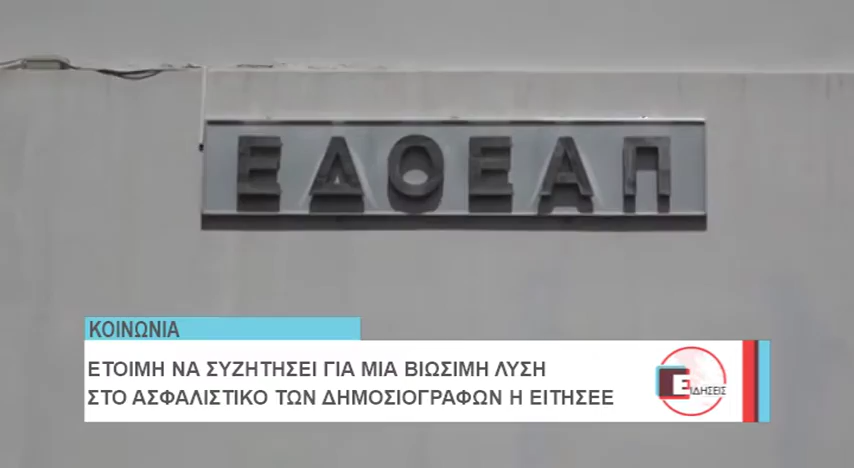 ΕΔΟΕΑΠ
ΚΟΙΝΩΝΙΑ
ΕΤΟΙΜΗ ΝΑ ΣΥΖΗΤΗΣΕΙ ΓΙΑ ΜΙΑ ΒΙΩΣΙΜΗ ΛΥΣΗ
ΣΤΟ ΑΣΦΑΛΙΣΤΙΚΟ ΤΩΝ ΔΗΜΟΣΙΟΓΡΑΦΩΝ Η ΕΙΤΗΣΕΕ
ΕΙΔΗΣΕΙΣ